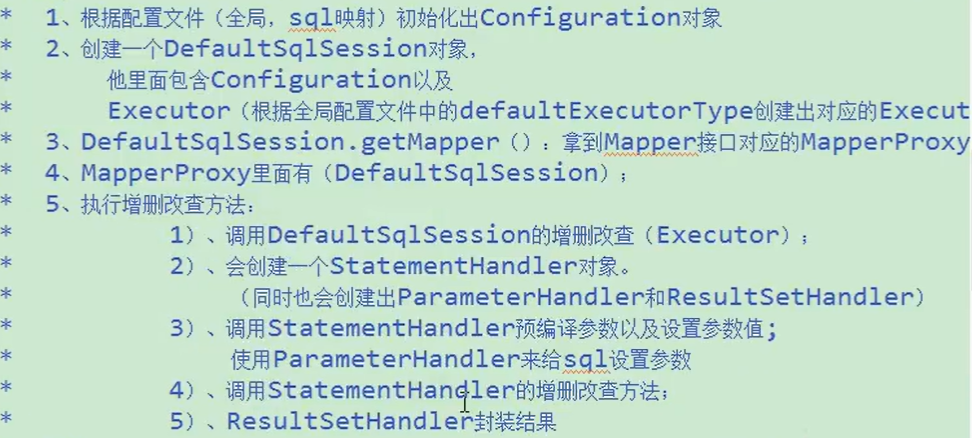 * 1、根据配置文件（全局，sql映射）初始化出Configuration对象
* 2、创建一个DefaultSqlSession对象，
* 他里面包含Configuration以及
* Executor（根据全局配置文件中的defaultExecutorType创建出对应的Execut
* 3、DefaultSqlSession.getMapper（）：拿到Mapper接口对应的MapperProxy
* 4、MapperProxy里面有（DefaultSqlSession）；
* 5、执行增删改查方法：
* 1）、调用DefaultSqlSession的增删改查（Executor）；
* 2）、会创建一个StatementHandler对象。
* （同时也会创建出ParameterHandler和ResultSetHandler）
* 3）、调用StatementHandler预编译参数以及设置参数值;
* 使用ParameterHandler来给sql设置参数
* 4）、调用StatementHandler的增删改查方法；
* 5）、ResultSetHandler封装结果